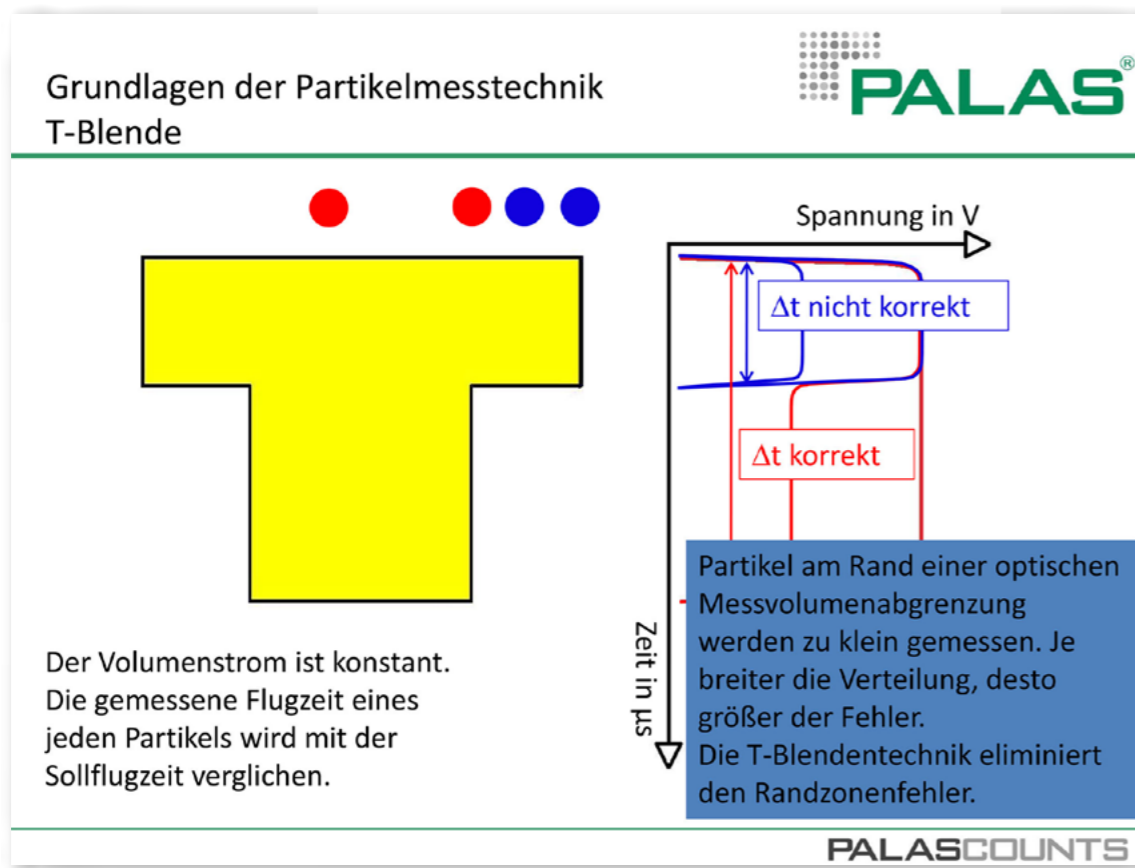 Grundlagen der Partikelmesstechnik
T-Blende
PALAS®
Spannung in V
Δt nicht korrekt
Δt korrekt
Zeit in µs
Der Volumenstrom ist konstant.
Die gemessene Flugzeit eines
jeden Partikels wird mit der
Sollflugzeit verglichen.
Partikel am Rand einer optischen
Messvolumenabgrenzung
werden zu klein gemessen. Je
breiter die Verteilung, desto
größer der Fehler.
Die T-Blendentechnik eliminiert
den Randzonenfehler.
PALASCOUNTS